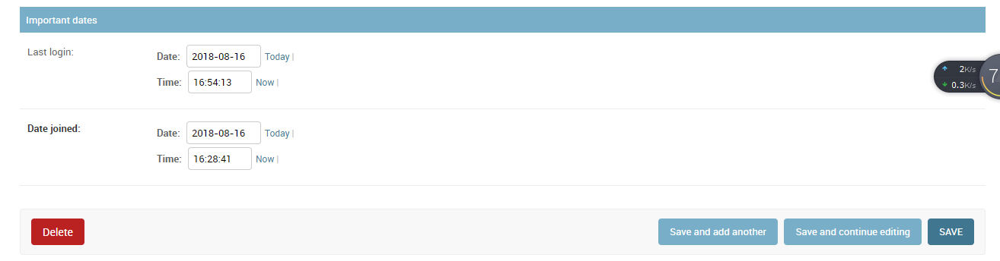 Important dates
Last login:
Date: 2018-08-16 Today |
Time: 16:54:13 Now |
2K/s
0.3K/s
7
Date joined:
Date: 2018-08-16 Today |
Time: 16:28:41 Now |
Delete Save and add another Save and continue editing SAVE